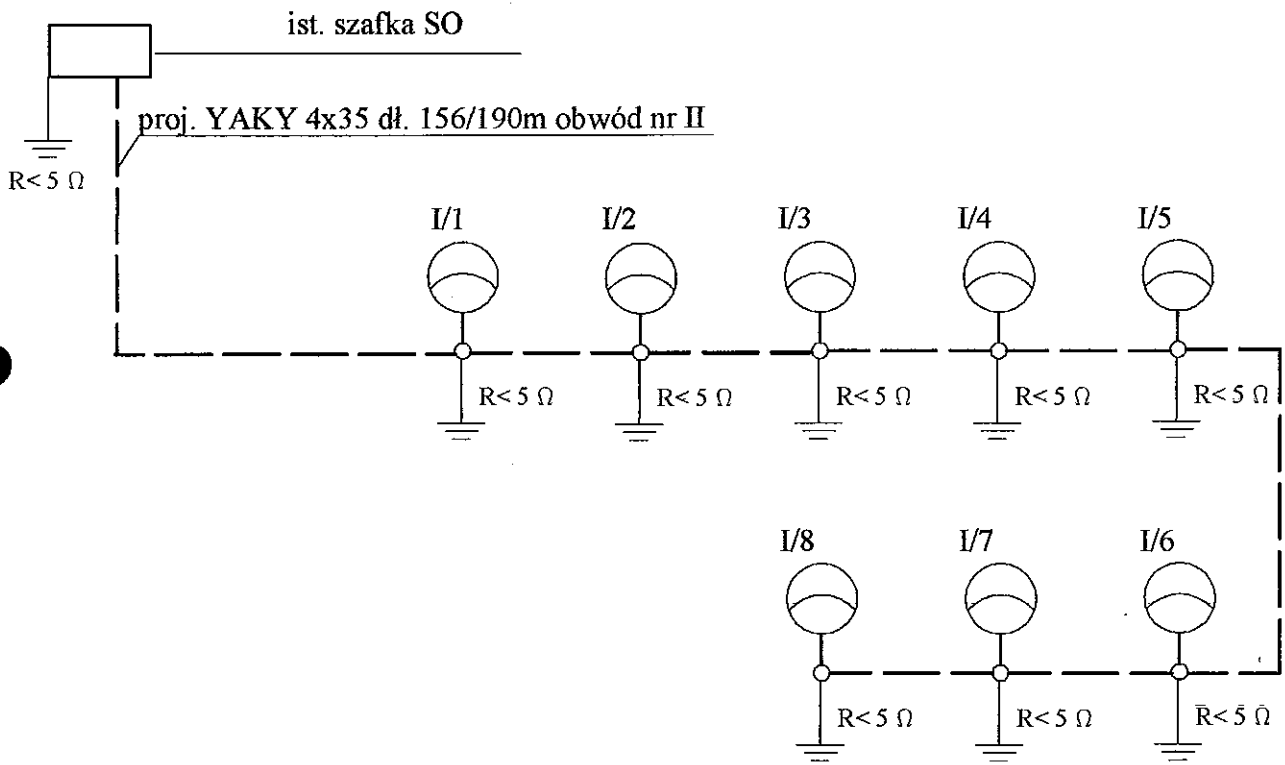 ist. szafka SO
proj. YAKY 4x35 dł. 156/190m obwód nr II
R< 5 Ω
I/1
I/2
I/3
I/4
I/5
R< 5 Ω
R< 5 Ω
R< 5 Ω
R< 5 Ω
R< 5 Ω
I/8
I/7
I/6
R< 5 Ω
R< 5 Ω
R< 5 Ω